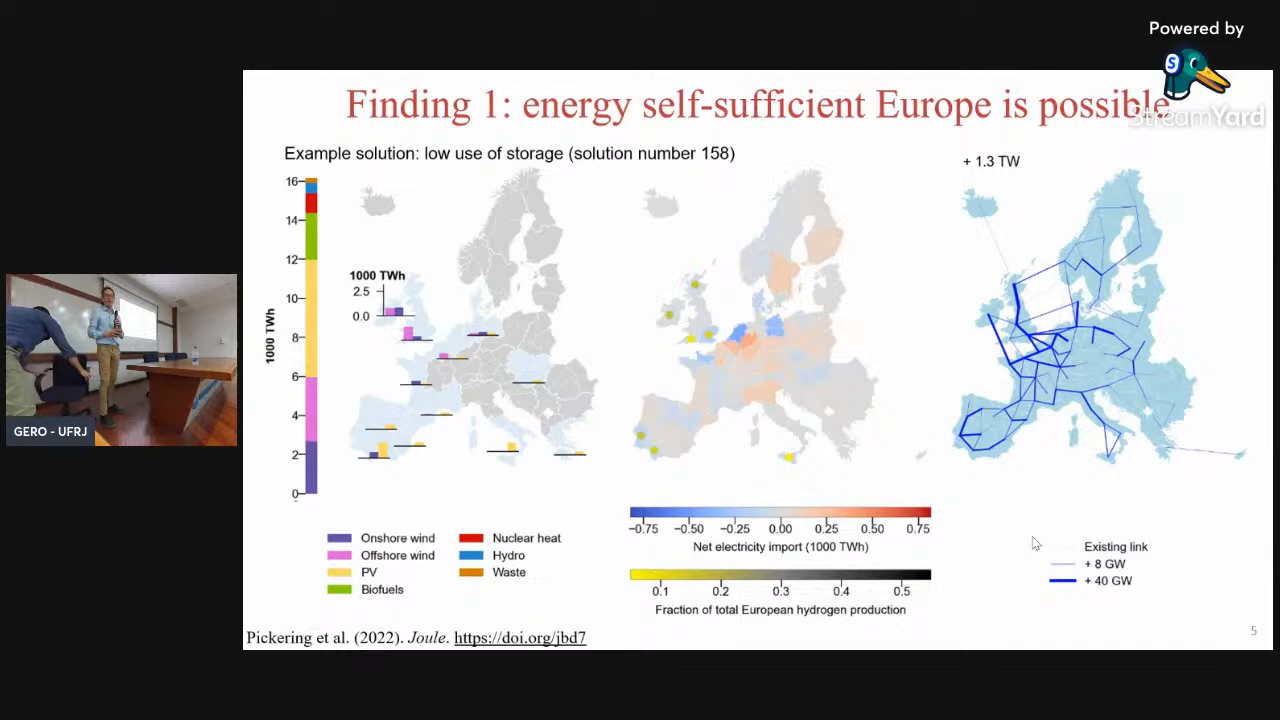 Powered by
S
StreamYard
Finding 1: energy self-sufficient Europe is possible
Example solution: low use of storage (solution number 158)
+ 1.3 TW
16
14
12
10
8
6
4
2
0
1000 TWh
1000 TWh
2.5
0.0
GERO - UFRJ
Onshore wind
Offshore wind
PV
Biofuels
Nuclear heat
Hydro
Waste
−0.75 −0.50 −0.25 0.00 0.25 0.50 0.75
Net electricity import (1000 TWh)
0.1 0.2 0.3 0.4 0.5
Fraction of total European hydrogen production
Existing link
+ 8 GW
+ 40 GW
Pickering et al. (2022). Joule. https://doi.org/jbd7
5